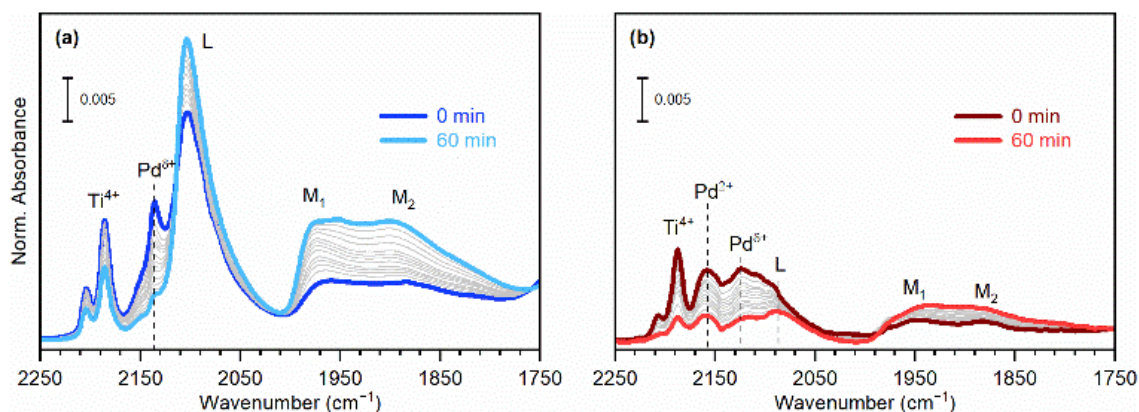 (a)
L
0.005
0 min
60 min
Pdδ+
Ti4+
M1
M2
Norm. Absorbance
2250 2150 2050 1950 1850 1750
Wavenumber (cm−1)
(b)
0.005
0 min
60 min
Pd2+
Ti4+
Pdδ+
L
M1
M2
2250 2150 2050 1950 1850 1750
Wavenumber (cm−1)